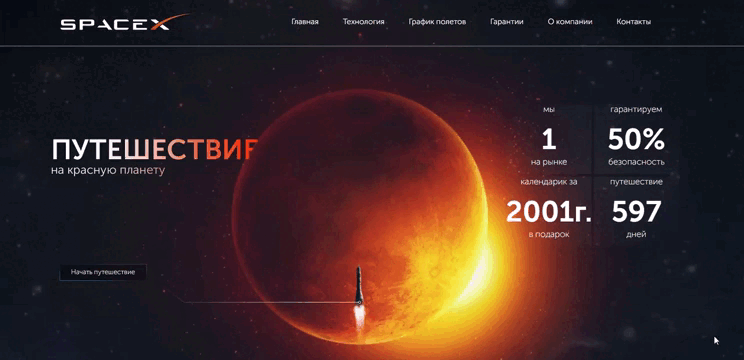 SPACEX
Главная Технология График полетов Гарантии О компании Контакты
ПУТЕШЕСТВИЕ
на красную планету
Начать путешествие
мы
1
на рынке
гарантируем
50%
безопасность
календарик за
2001г.
в подарок
путешествие
597
дней